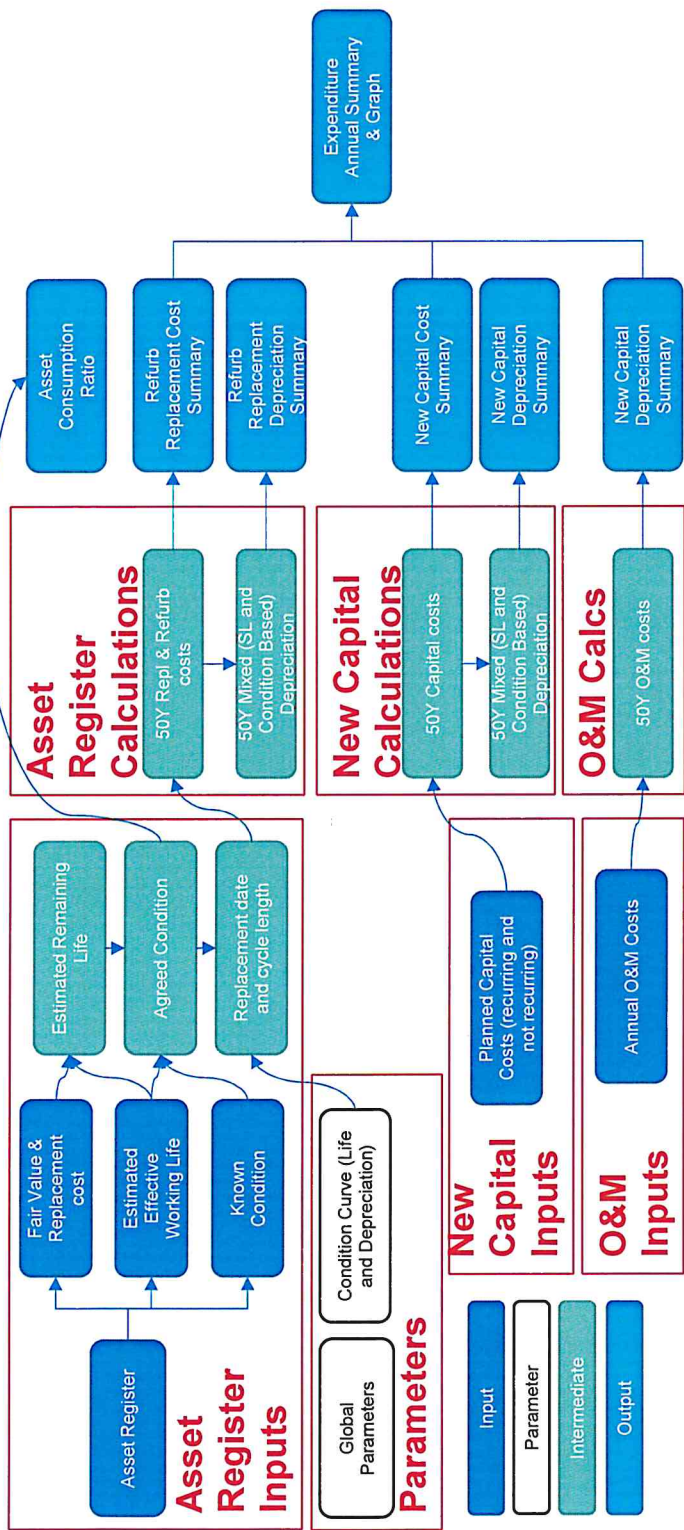 Asset Register
Fair Value &
Replacement
cost
Estimated
Effective
Working Life
Known
Condition
Estimated Remaining
Life
Agreed Condition
Replacement date
and cycle length
Asset
Register
Inputs
Global
Parameters
Condition Curve (Life
and Depreciation)
Parameters
Planned Capital
Costs (recurring and
not recurring)
New
Capital
Inputs
Annual O&M Costs
O&M
Inputs
Asset
Register
Calculations
50Y Repl & Refurb
costs
50Y Mixed (SL and
Condition Based)
Depreciation
New Capital
Calculations
50Y Capital costs
50Y Mixed (SL and
Condition Based)
Depreciation
O&M Calcs
50Y O&M costs
Asset
Consumption
Ratio
Refurb
Replacement Cost
Summary
Refurb
Replacement
Depreciation
Summary
New Capital Cost
Summary
New Capital
Depreciation
Summary
New Capital
Depreciation
Summary
Expenditure
Annual Summary
& Graph
Input
Parameter
Intermediate
Output